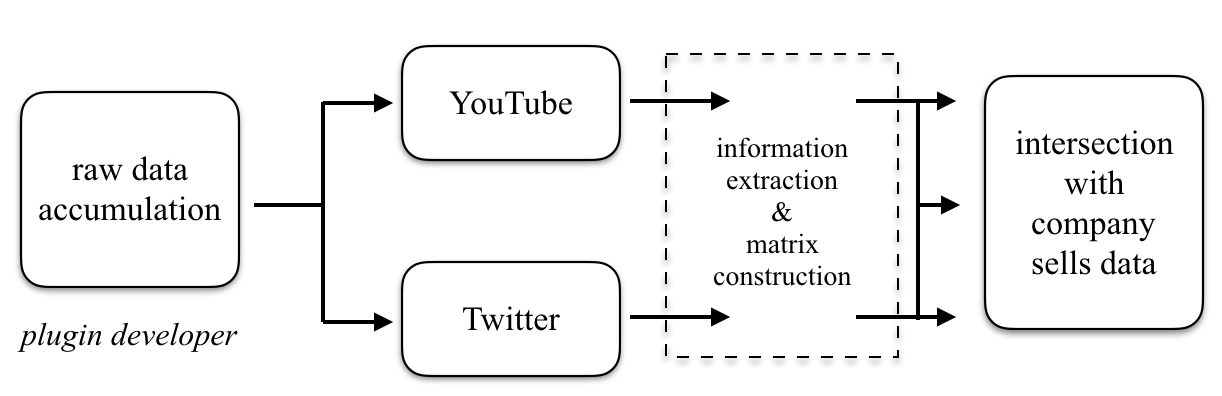 raw data
accumulation
plugin developer
YouTube
Twitter
information
extraction
&
matrix
construction
intersection
with
company
sells data